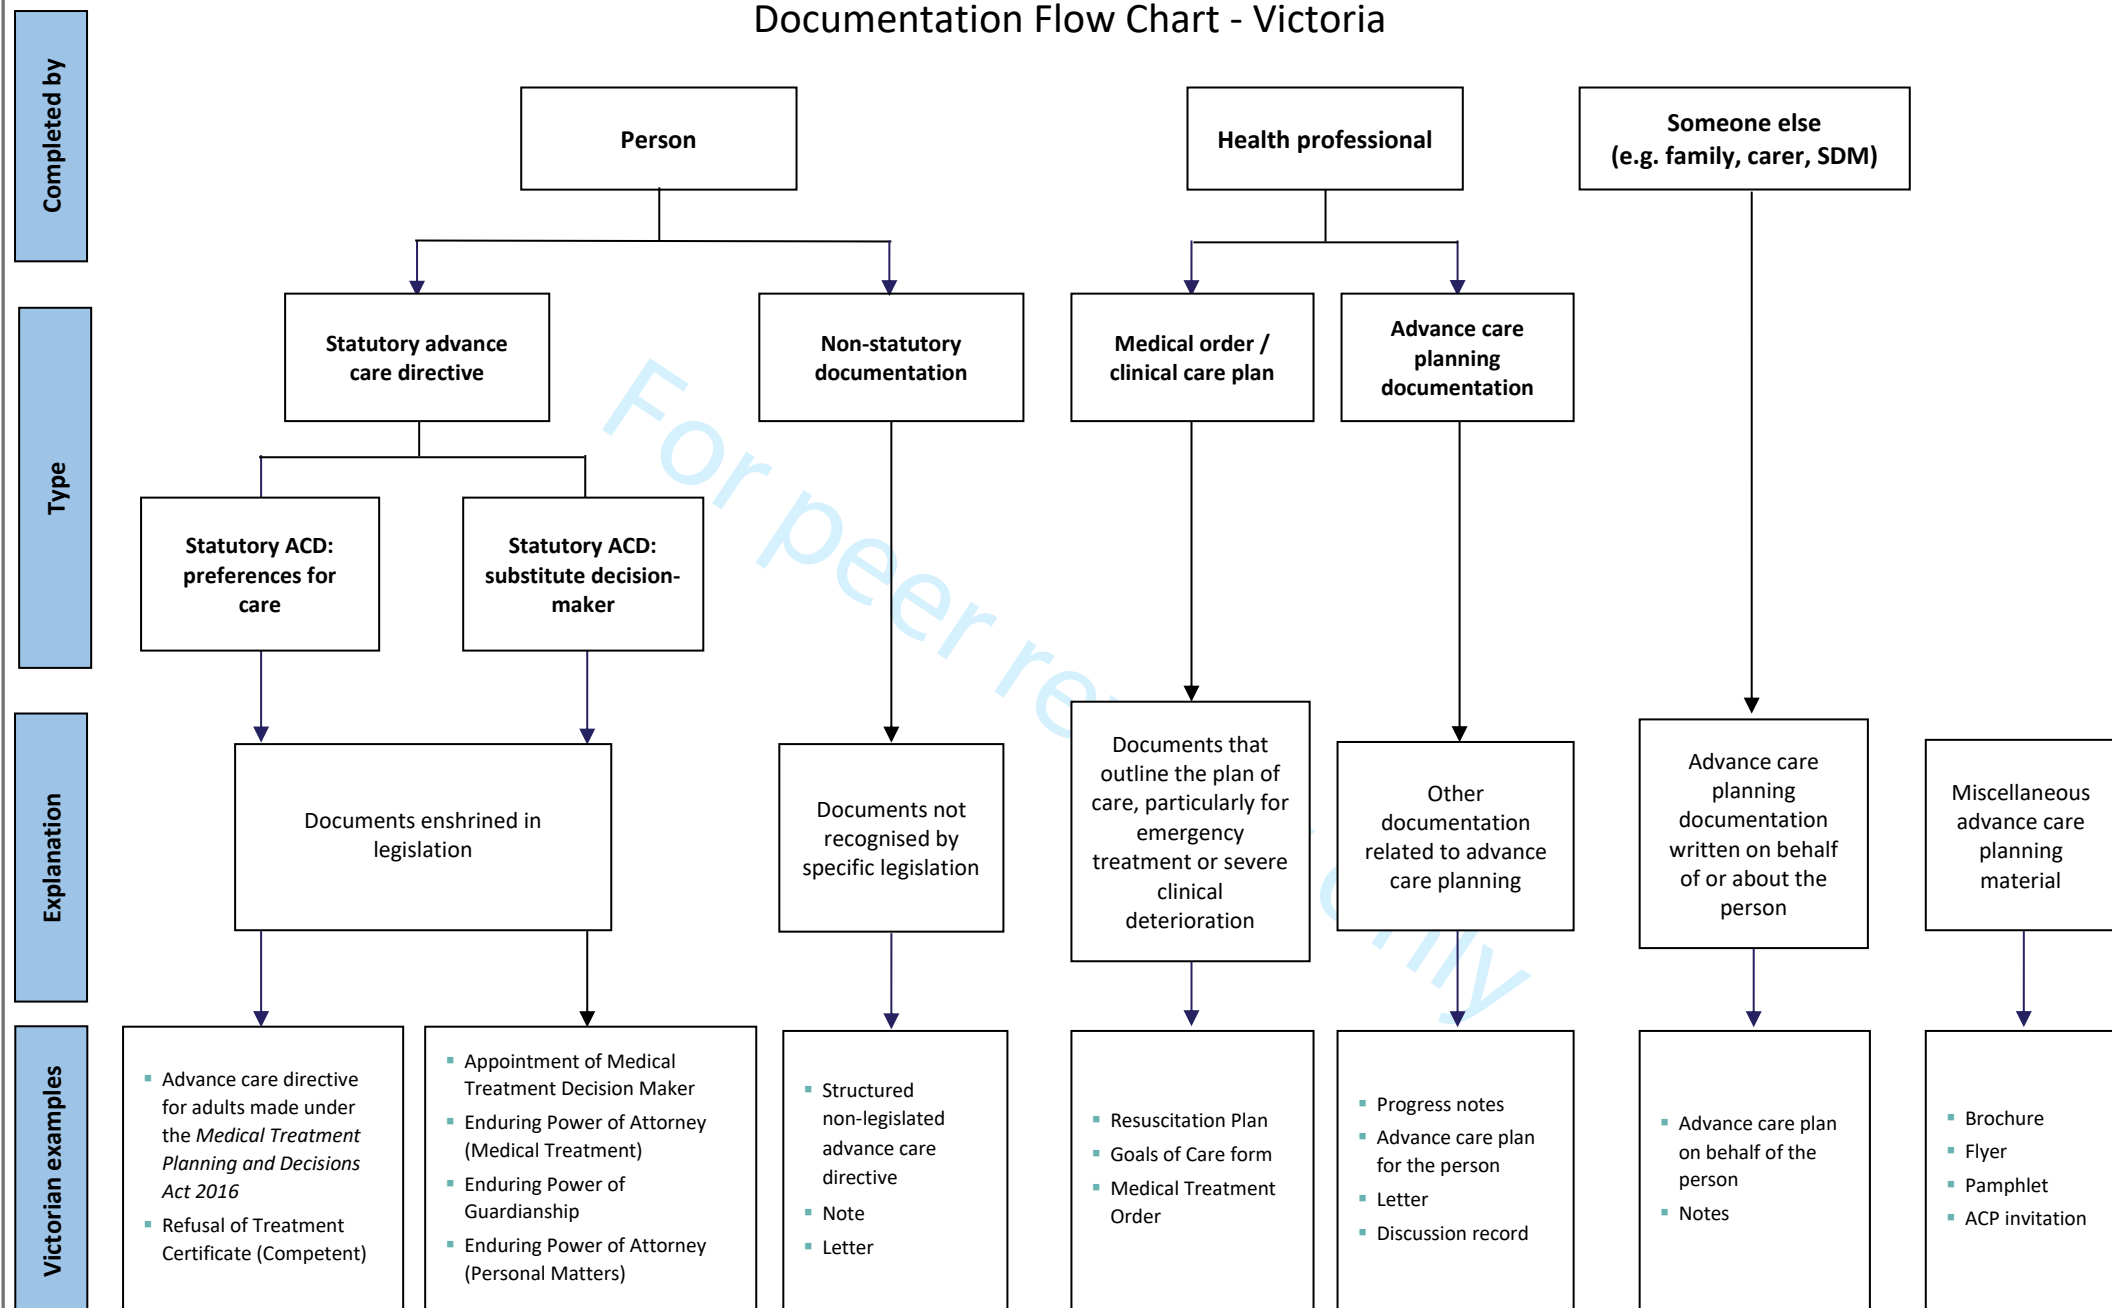 Documentation Flow Chart - Victoria
Completed by
Person
Health professional
Someone else
(e.g. family, carer, SDM)
Type
Statutory advance
care directive
Non-statutory
documentation
Medical order /
clinical care plan
Advance care
planning
documentation
Statutory ACD:
preferences for
care
Statutory ACD:
substitute decision-
maker
Explanation
Documents enshrined in
legislation
Documents not
recognised by
specific legislation
Documents that
outline the plan of
care, particularly for
emergency
treatment or severe
clinical
deterioration
Other
documentation
related to advance
care planning
Advance care
planning
documentation
written on behalf
of or about the
person
Miscellaneous
advance care
planning
material
Victorian examples
▪ Advance care directive
for adults made under
the Medical Treatment
Planning and Decisions
Act 2016
▪ Refusal of Treatment
Certificate (Competent)
▪ Appointment of Medical
Treatment Decision Maker
▪ Enduring Power of Attorney
(Medical Treatment)
▪ Enduring Power of
Guardianship
▪ Enduring Power of Attorney
(Personal Matters)
▪ Structured
non-legislated
advance care
directive
▪ Note
▪ Letter
▪ Resuscitation Plan
▪ Goals of Care form
▪ Medical Treatment
Order
▪ Progress notes
▪ Advance care plan
for the person
▪ Letter
▪ Discussion record
▪ Advance care plan
on behalf of the
person
▪ Notes
▪ Brochure
▪ Flyer
▪ Pamphlet
▪ ACP invitation
For peer only